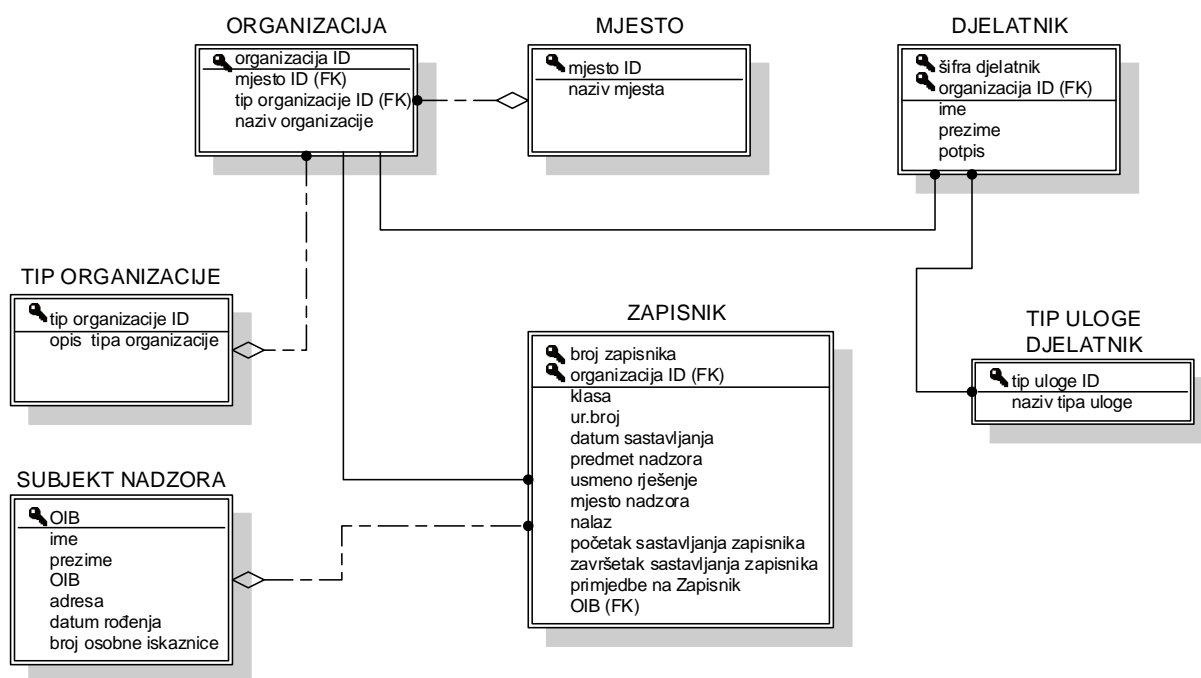 ORGANIZACIJA
organizacija ID
mjesto ID (FK)
tip organizacije ID (FK)
naziv organizacije
MJESTO
mjesto ID
naziv mjesta
DJELATNIK
šifra djelatnik
organizacija ID (FK)
ime
prezime
potpis
TIP ORGANIZACIJE
tip organizacije ID
opis tipa organizacije
ZAPISNIK
broj zapisnika
organizacija ID (FK)
klasa
ur.broj
datum sastavljanja
predmet nadzora
usmeno rješenje
mjesto nadzora
nalaz
početak sastavljanja zapisnika
završetak sastavljanja zapisnika
primjedbe na Zapisnik
OIB (FK)
TIP ULOGE
DJELATNIK
tip uloge ID
naziv tipa uloge
SUBJEKT NADZORA
OIB
ime
prezime
OIB
adresa
datum rođenja
broj osobne iskaznice